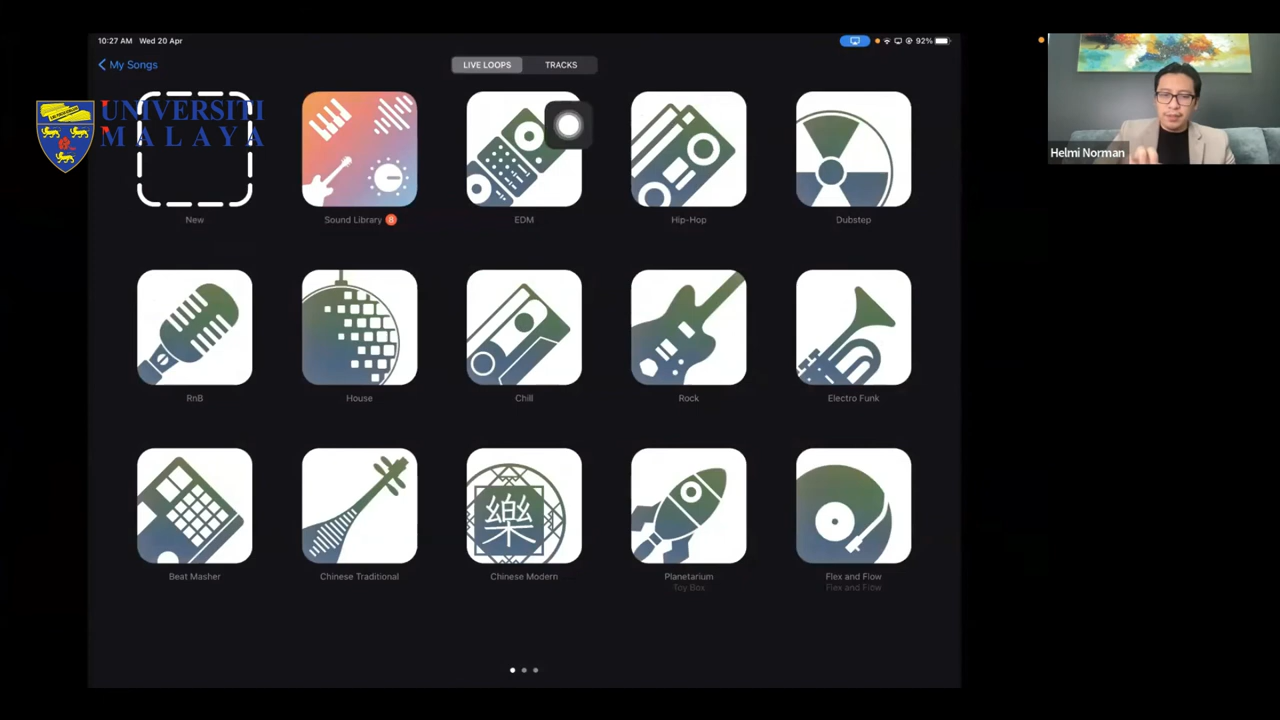 10:27 AM Wed 20 Apr
92%
My Songs
LIVE LOOPS
TRACKS
UNIVERSITI
MALAYA
Helmi Norman
New
Sound Library 8
EDM
Hip-Hop
Dubstep
RnB
House
Chill
Rock
Electro Funk
樂
Beat Masher
Chinese Traditional
Chinese Modern
Planetarium
Toy Box
Flex and Flow
Flex and Flow